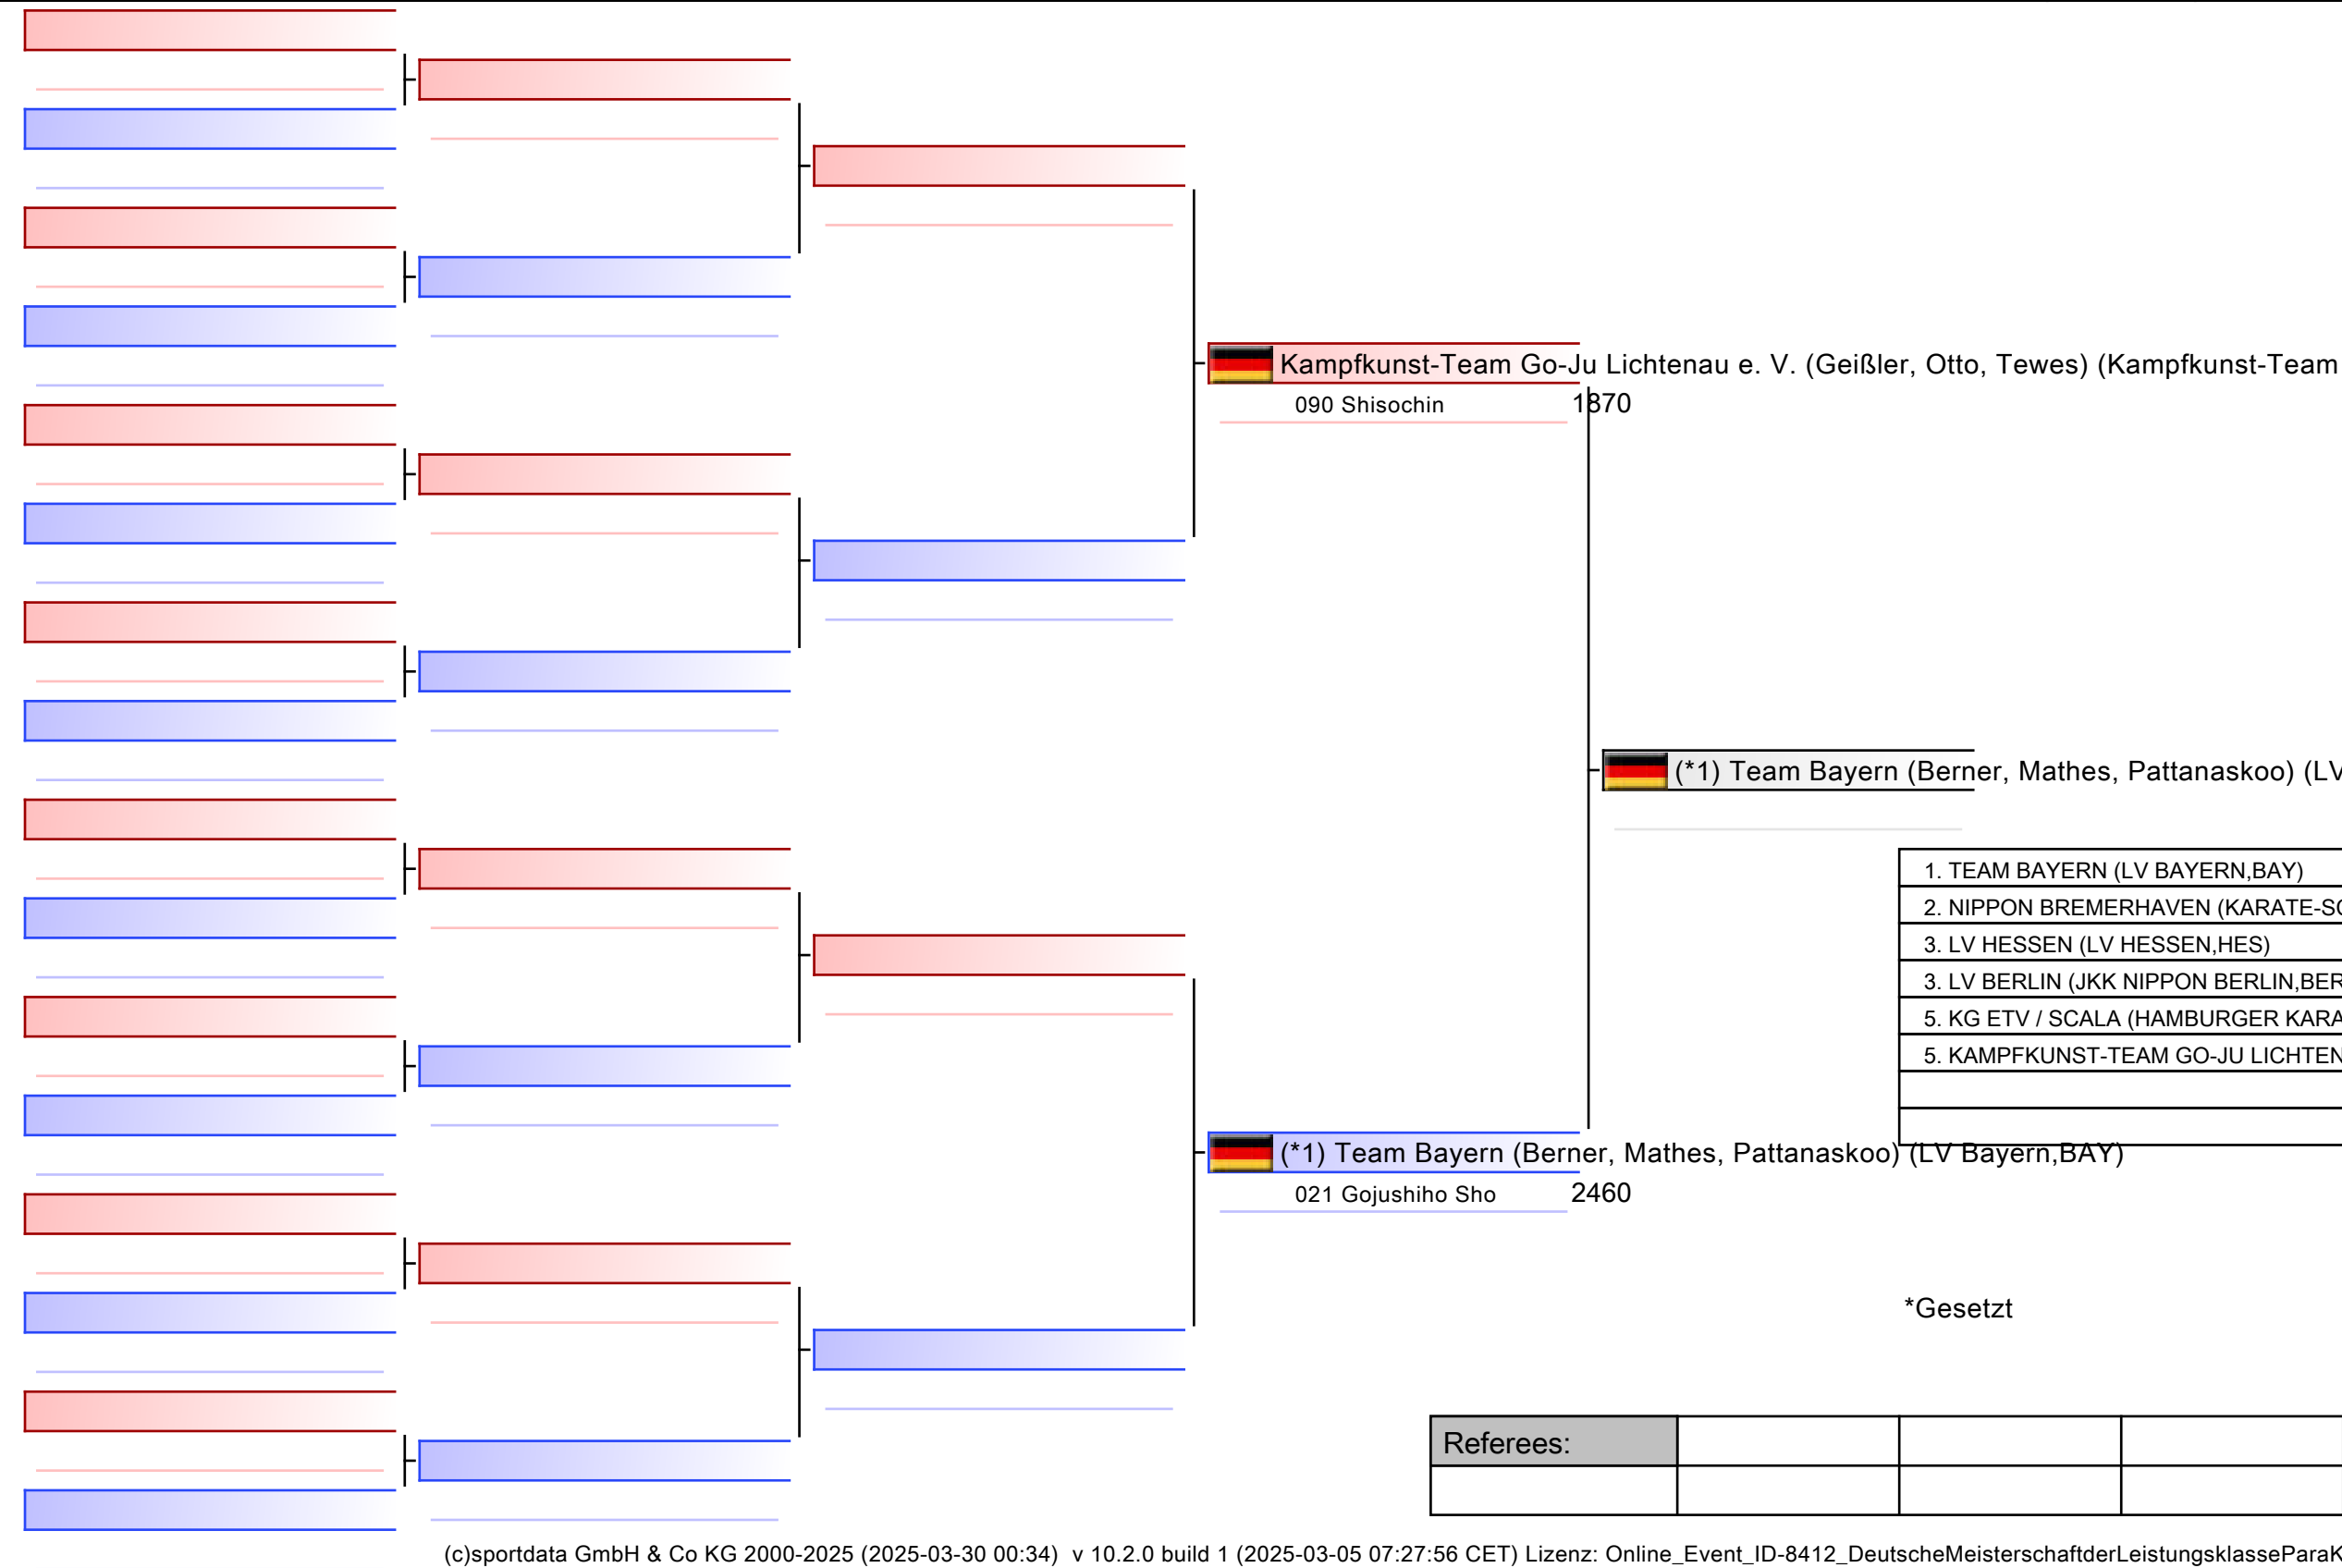 Kampfkunst-Team Go-Ju Lichtenau e. V. (Geißler, Otto, Tewes) (Kampfkunst-Team
090 Shisochin 1870
(*1) Team Bayern (Berner, Mathes, Pattanaskoo) (LV
1. TEAM BAYERN (LV BAYERN,BAY)
2. NIPPON BREMERHAVEN (KARATE-SC
3. LV HESSEN (LV HESSEN,HES)
3. LV BERLIN (JKK NIPPON BERLIN,BER
5. KG ETV / SCALA (HAMBURGER KARA
5. KAMPFKUNST-TEAM GO-JU LICHTEN
(*1) Team Bayern (Berner, Mathes, Pattanaskoo) (LV Bayern,BAY)
021 Gojushiho Sho 2460
*Gesetzt
Referees:
(c)sportdata GmbH & Co KG 2000-2025 (2025-03-30 00:34) v 10.2.0 build 1 (2025-03-05 07:27:56 CET) Lizenz: Online_Event_ID-8412_DeutscheMeisterschaftderLeistungsklasseParaK